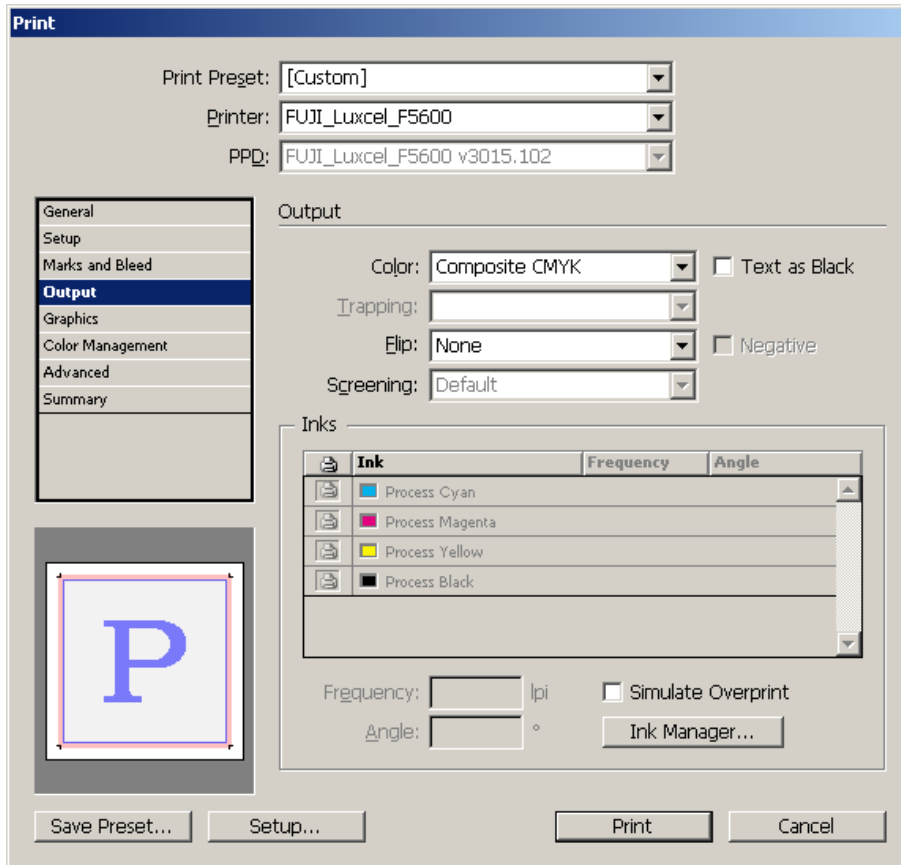 Print
Print Preset: [Custom]
Printer: FUJI_Luxcel_F5600
PPD: FUJI_Luxcel_F5600 v3015.102
General
Setup
Marks and Bleed
Output
Graphics
Color Management
Advanced
Summary
Output
Color: Composite CMYK Text as Black
Trapping:
Flip: None Negative
Screening: Default
Inks
Ink Frequency Angle
Process Cyan
Process Magenta
Process Yellow
Process Black
Frequency: lpi Simulate Overprint
Angle: ° Ink Manager...
P
Save Preset... Setup... Print Cancel